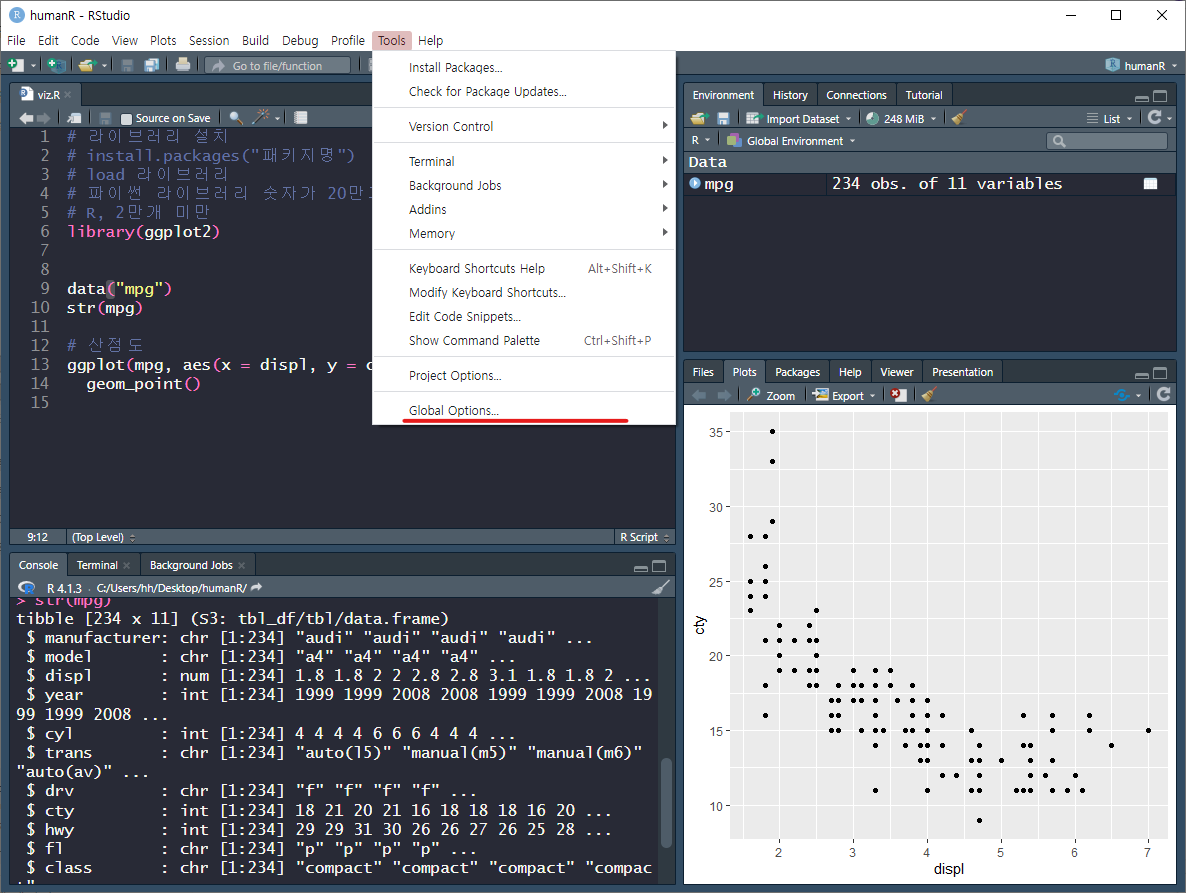 humanR - RStudio
File Edit Code View Plots Session Build Debug Profile Tools Help
Go to file/function
humanR
viz.R
Source on Save
1 # 라이브러리 설치
2 # install.packages("패키지명")
3 # load 라이브러리
4 # 파이썬 라이브러리 숫자가 20만
5 # R, 2만개 미만
6 library(ggplot2)
7
8
9 data("mpg")
10 str(mpg)
11
12 # 산점도
13 ggplot(mpg, aes(x = displ, y = c
14 geom_point()
15
9:12 (Top Level) R Script
Install Packages...
Check for Package Updates...
Version Control
Terminal
Background Jobs
Addins
Memory
Keyboard Shortcuts Help Alt+Shift+K
Modify Keyboard Shortcuts...
Edit Code Snippets...
Show Command Palette Ctrl+Shift+P
Project Options...
Global Options...
Console Terminal Background Jobs
R 4.1.3 · C:/Users/hh/Desktop/humanR/
> str(mpg)
tibble [234 x 11] (S3: tbl_df/tbl/data.frame)
$ manufacturer: chr [1:234] "audi" "audi" "audi" "audi" ...
$ model : chr [1:234] "a4" "a4" "a4" "a4" ...
$ displ : num [1:234] 1.8 1.8 2 2 2.8 2.8 3.1 1.8 1.8 2 ...
$ year : int [1:234] 1999 1999 2008 2008 1999 1999 2008 19
99 1999 2008 ...
$ cyl : int [1:234] 4 4 4 4 6 6 6 4 4 4 ...
$ trans : chr [1:234] "auto(l5)" "manual(m5)" "manual(m6)"
"auto(av)" ...
$ drv : chr [1:234] "f" "f" "f" "f" ...
$ cty : int [1:234] 18 21 20 21 16 18 18 18 16 20 ...
$ hwy : int [1:234] 29 29 31 30 26 26 27 26 25 28 ...
$ fl : chr [1:234] "p" "p" "p" "p" ...
$ class : chr [1:234] "compact" "compact" "compact" "compac
Environment History Connections Tutorial
Import Dataset 248 MiB List
R Global Environment
Data
mpg 234 obs. of 11 variables
Files Plots Packages Help Viewer Presentation
Zoom Export
35
30
25
20
15
10
cty
2 3 4 5 6 7
displ